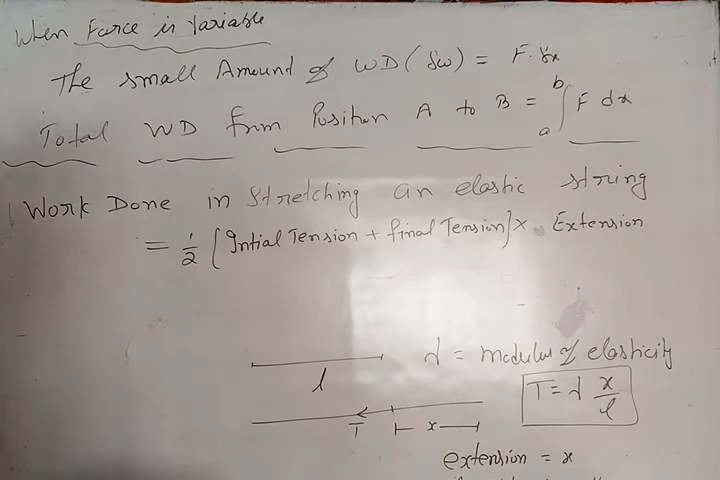 When Force is Variable
The small Amount of WD (δw) = F.δx
Total WD from Position A to B = ∫ₐᵇ F dx
Work Done in Stretching an elastic string
= 1/2 [Intial Tension + final Tension] × Extension
λ = modulus of elasticity
l
T = λ x/l
T x
extension = x